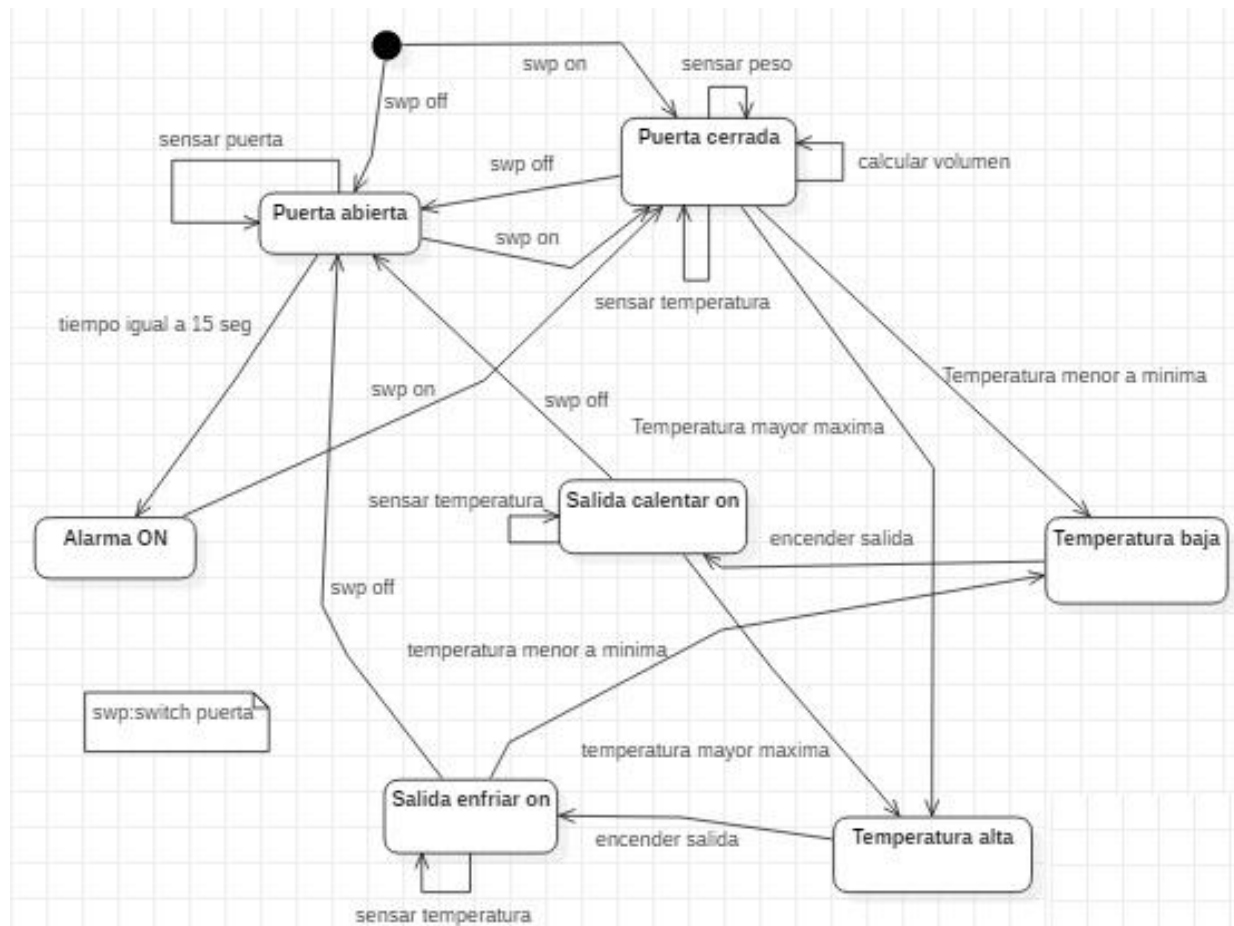 swp on
sensar peso
swp off
sensar puerta
Puerta cerrada
swp off
calcular volumen
Puerta abierta
swp on
sensar temperatura
tiempo igual a 15 seg
swp on
Temperatura menor a minima
swp off
Temperatura mayor maxima
sensar temperatura
Salida calentar on
Alarma ON
encender salida
Temperatura baja
swp off
temperatura menor a minima
swp:switch puerta
temperatura mayor maxima
Salida enfriar on
encender salida
Temperatura alta
sensar temperatura